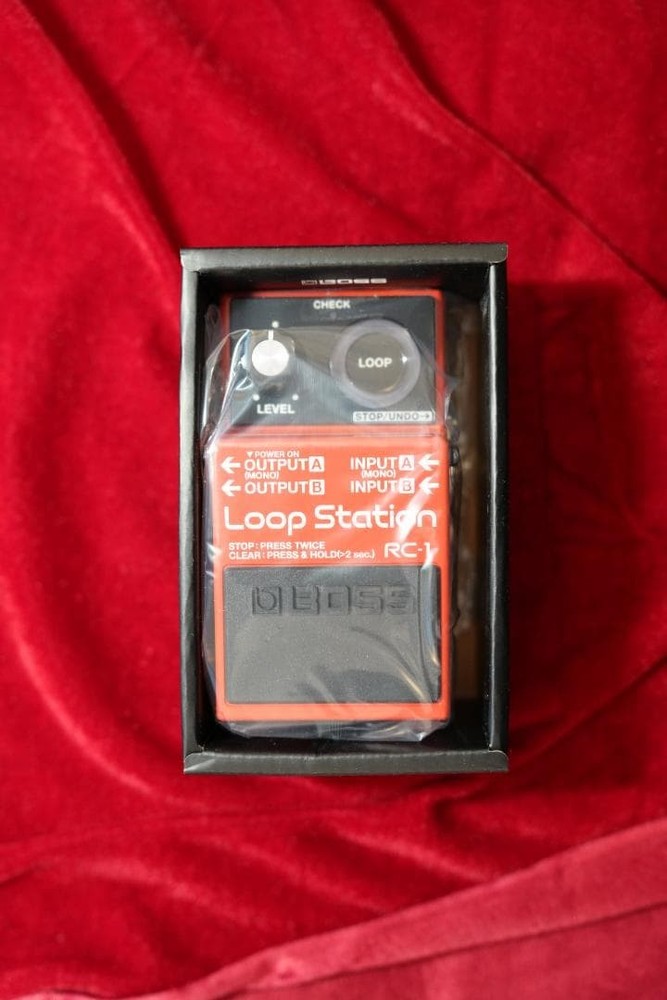 BOSS
CHECK
LOOP
LEVEL
STOP/UNDO→
▼POWER ON
← OUTPUT A INPUT A ←
(MONO) (MONO)
← OUTPUT B INPUT B ←
Loop Station
STOP : PRESS TWICE
CLEAR : PRESS & HOLD(>2 sec.) RC-1
BOSS